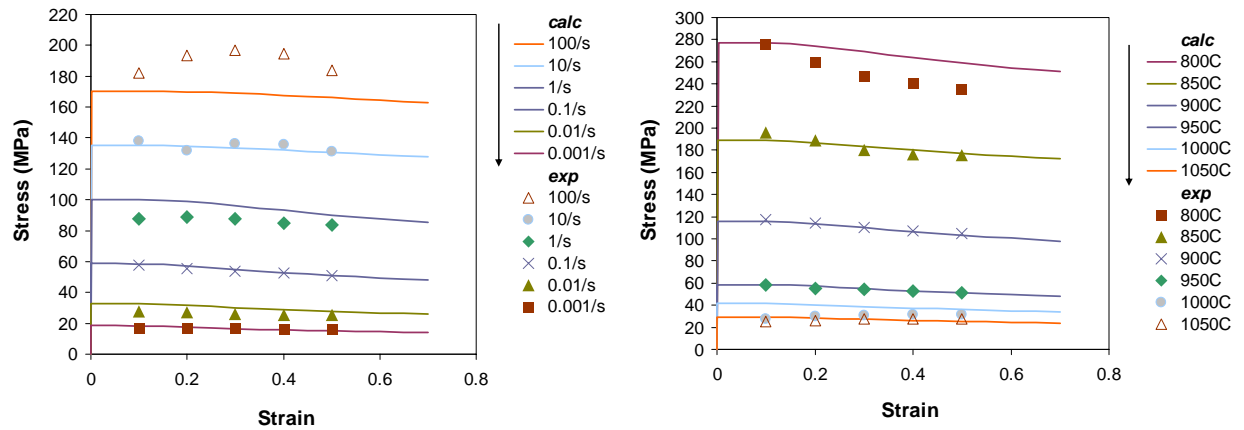 220
200
180
160
140
120
100
80
60
40
20
0
Stress (MPa)
0
0.2
0.4
0.6
0.8
Strain
calc
100/s
10/s
1/s
0.1/s
0.01/s
0.001/s
exp
100/s
10/s
1/s
0.1/s
0.01/s
0.001/s
300
280
260
240
220
200
180
160
140
120
100
80
60
40
20
0
Stress (MPa)
0
0.2
0.4
0.6
0.8
Strain
calc
800C
850C
900C
950C
1000C
1050C
exp
800C
850C
900C
950C
1000C
1050C